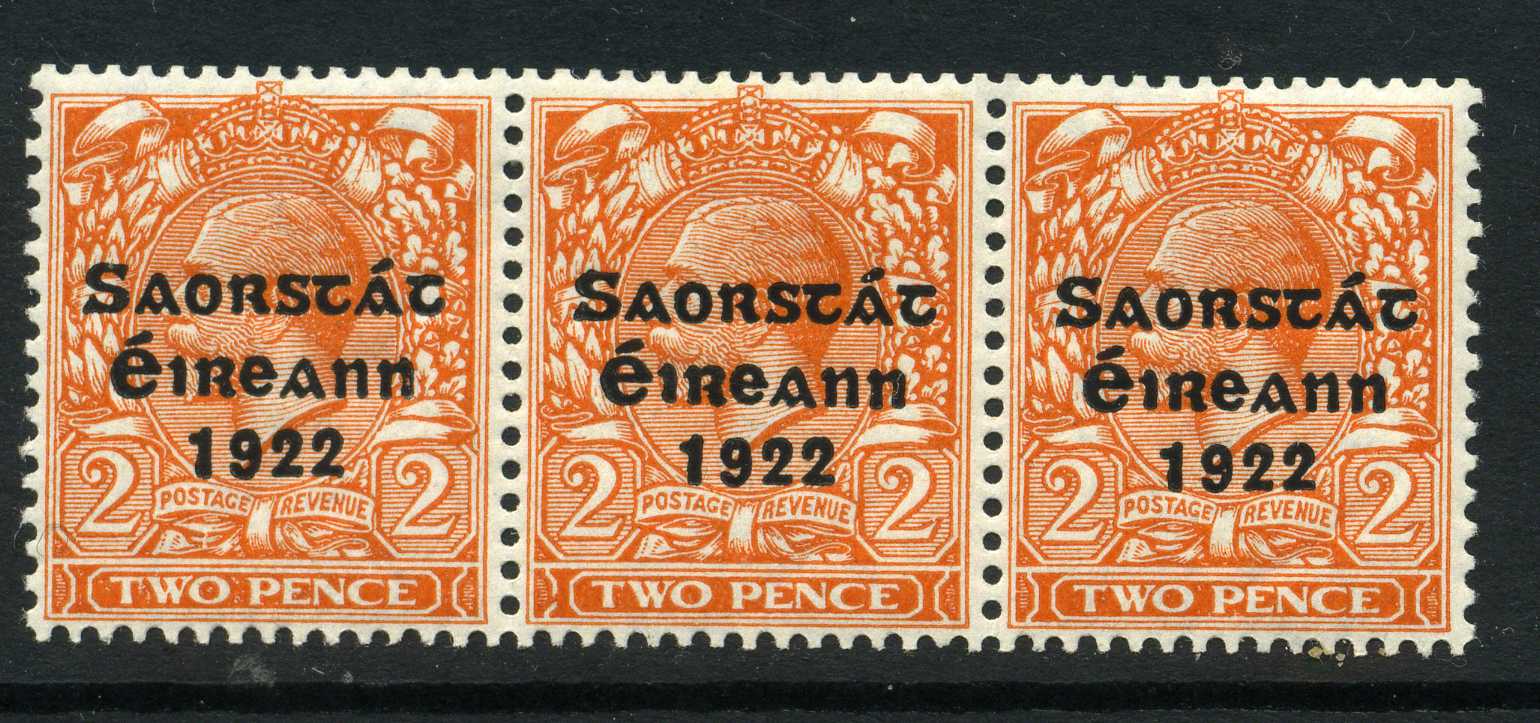 Saorstát
Éireann
1922
2 POSTAGE REVENUE 2
TWO PENCE
Saorstát
Éireann
1922
2 POSTAGE REVENUE 2
TWO PENCE
Saorstát
Éireann
1922
2 POSTAGE REVENUE 2
TWO PENCE